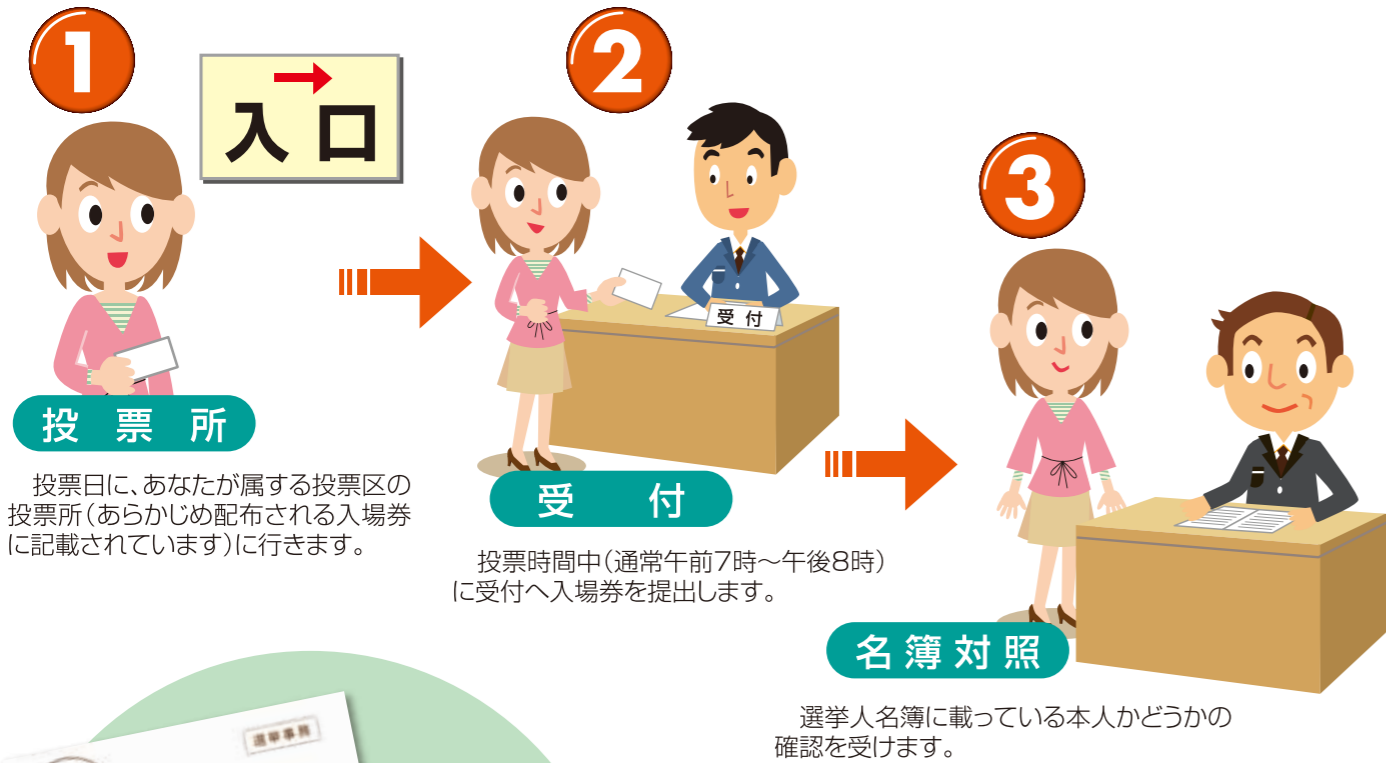 1
入口
投票所
投票日に、あなたが属する投票区の
投票所(あらかじめ配布される入場券
に記載されています)に行きます。
2
受付
受付
投票時間中(通常午前7時〜午後8時)
に受付へ入場券を提出します。
3
名簿対照
選挙人名簿に載っている本人かどうかの
確認を受けます。
選挙事務